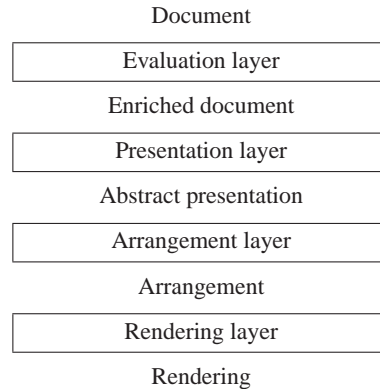 Document
Evaluation layer
Enriched document
Presentation layer
Abstract presentation
Arrangement layer
Arrangement
Rendering layer
Rendering